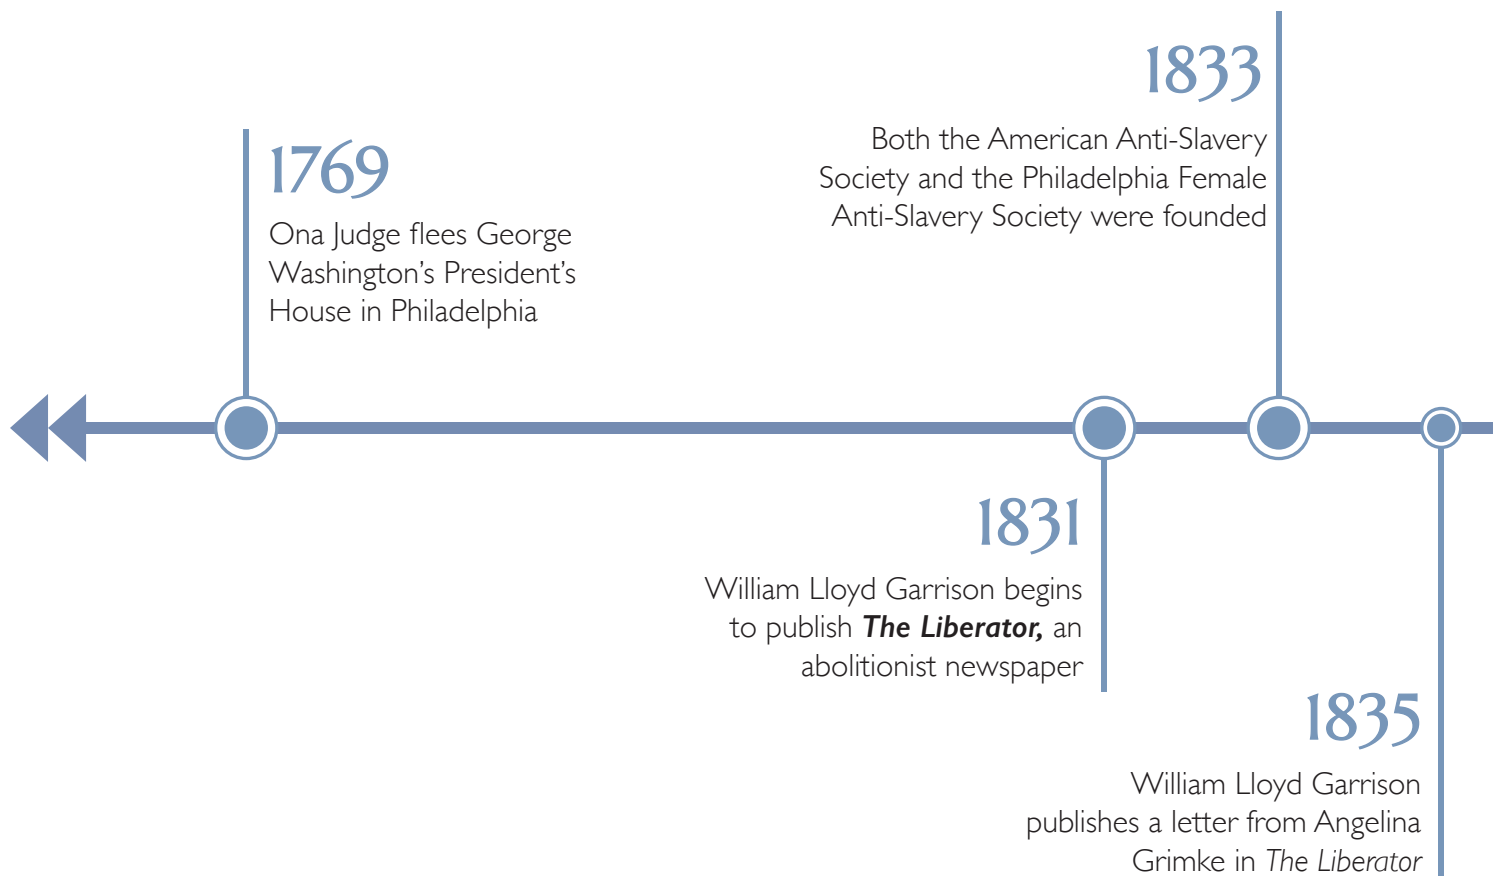 1769
Ona Judge flees George
Washington’s President’s
House in Philadelphia
1831
William Lloyd Garrison begins
to publish The Liberator, an
abolitionist newspaper
1833
Both the American Anti-Slavery
Society and the Philadelphia Female
Anti-Slavery Society were founded
1835
William Lloyd Garrison
publishes a letter from Angelina
Grimke in The Liberator